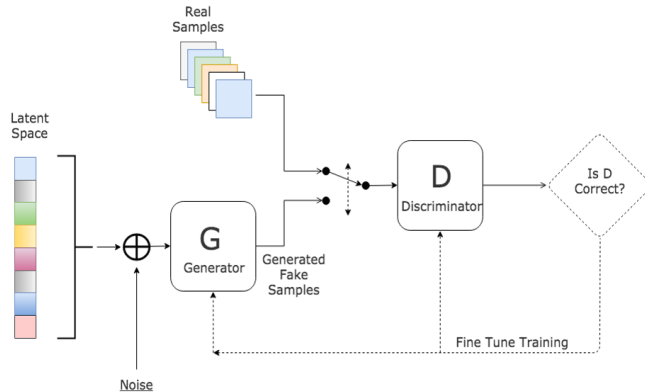 Real
Samples
Latent
Space
G
Generator
Noise
Generated
Fake
Samples
D
Discriminator
Is D
Correct?
Fine Tune Training